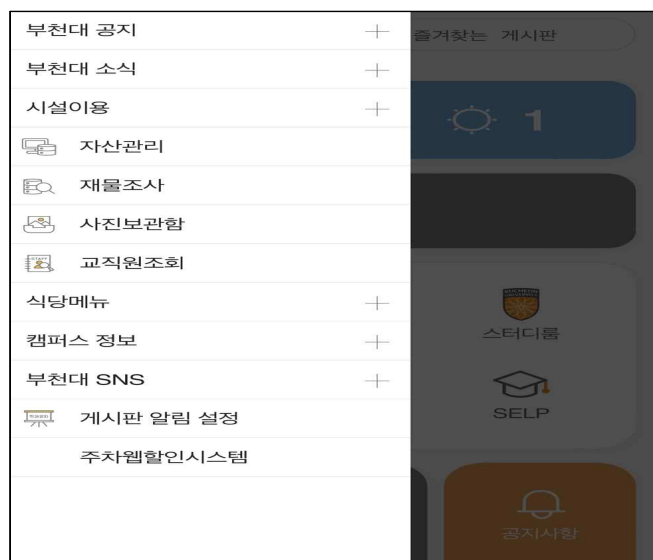 부천대 공지
부천대 소식
시설이용
자산관리
재물조사
사진보관함
교직원조회
식당메뉴
캠퍼스 정보
부천대 SNS
게시판 알림 설정
주차웹할인시스템
즐겨찾는 게시판
1
스터디룸
SELP
공지사항